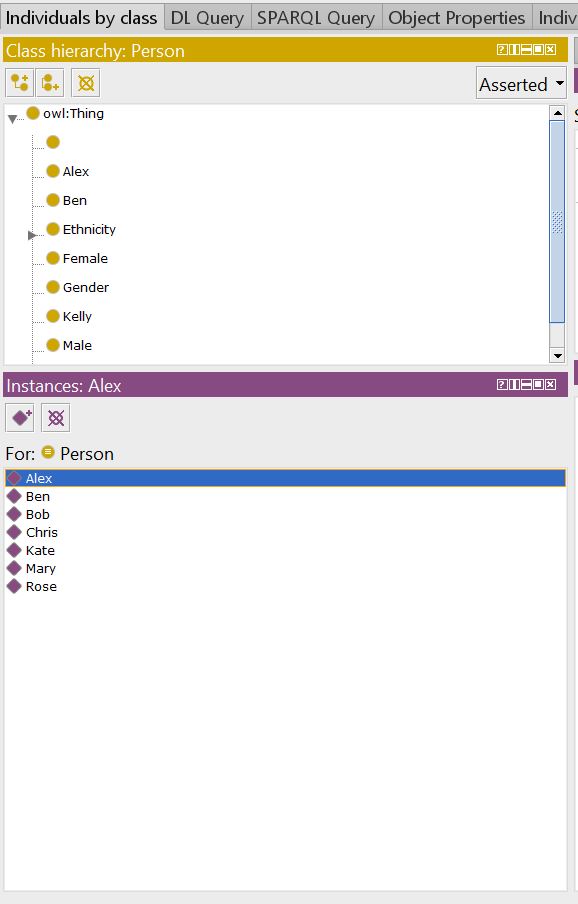 Individuals by class DL Query SPARQL Query Object Properties Indiv
Class hierarchy: Person
Asserted
owl:Thing
Alex
Ben
Ethnicity
Female
Gender
Kelly
Male
Instances: Alex
For: Person
Alex
Ben
Bob
Chris
Kate
Mary
Rose